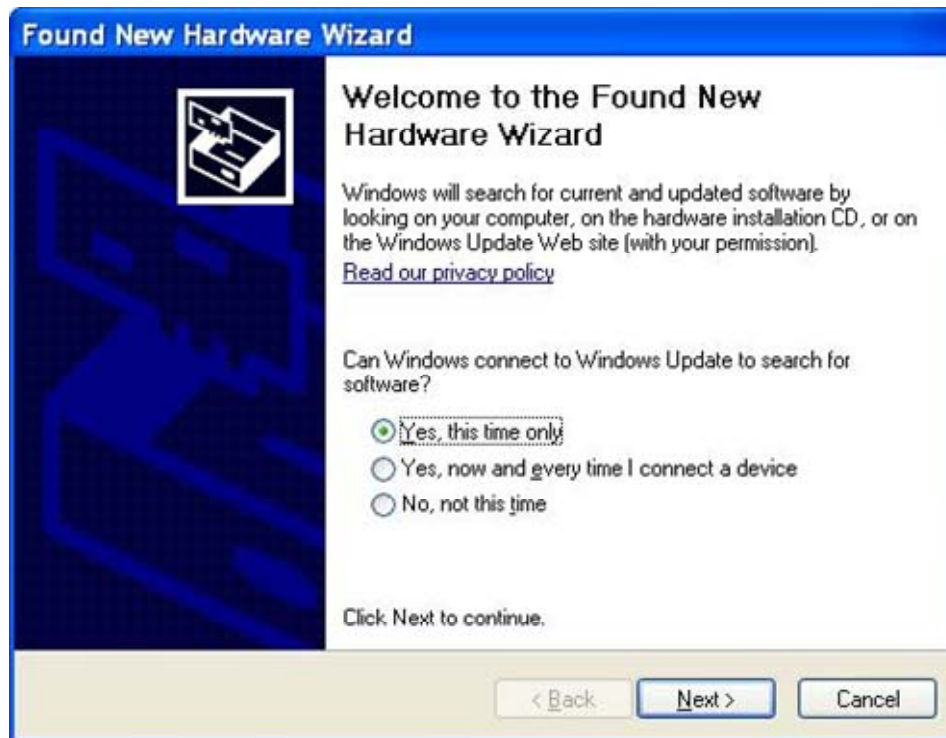 Found New Hardware Wizard
Welcome to the Found New
Hardware Wizard
Windows will search for current and updated software by
looking on your computer, on the hardware installation CD, or on
the Windows Update Web site (with your permission).
Read our privacy policy
Can Windows connect to Windows Update to search for
software?
Yes, this time only
Yes, now and every time I connect a device
No, not this time
Click Next to continue.
< Back Next > Cancel